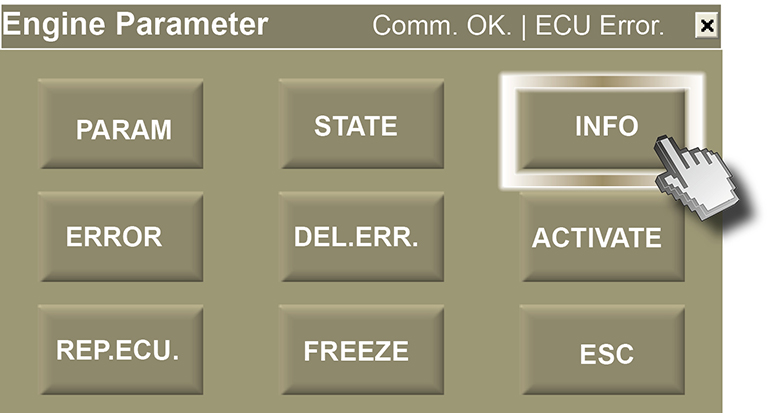 Engine Parameter Comm. OK. | ECU Error. x
PARAM STATE INFO
ERROR DEL.ERR. ACTIVATE
REP.ECU. FREEZE ESC